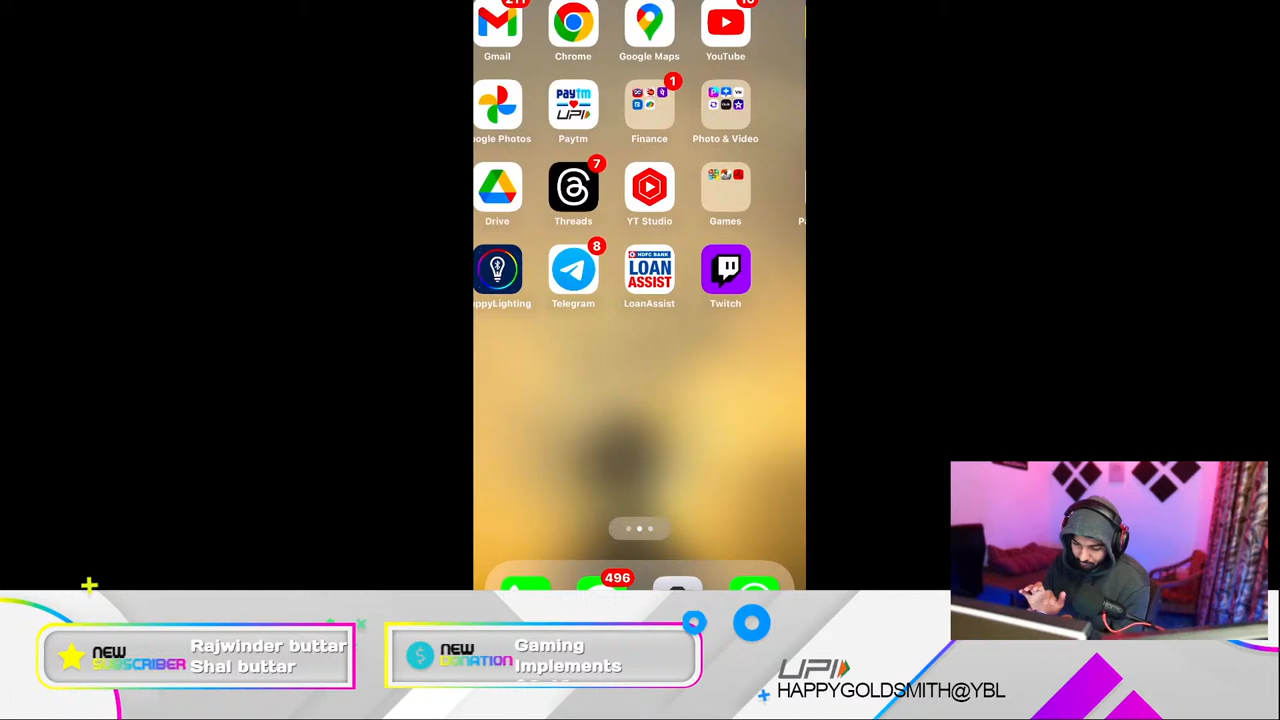 Gmail Chrome Google Maps YouTube
1
Paytm UPI
ogle Photos Paytm Finance Photo & Video
7
Drive Threads YT Studio Games
8
HDFC BANK
LOAN
ASSIST
ppyLighting Telegram LoanAssist Twitch
496
NEW
SUBSCRIBER
Rajwinder buttar
Shal buttar
NEW
DONATION
Gaming
Implements
UPI
HAPPYGOLDSMITH@YBL